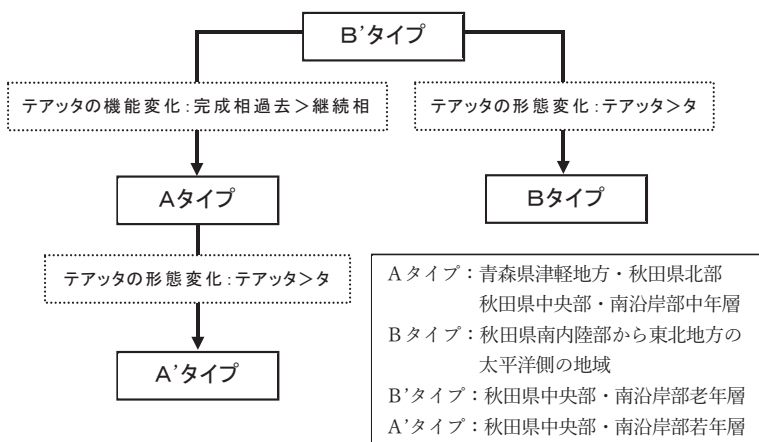 B’タイプ
テアッタの機能変化:完成相過去>継続相
テアッタの形態変化:テアッタ>タ
Aタイプ
Bタイプ
テアッタの形態変化:テアッタ>タ
A’タイプ
Aタイプ:青森県津軽地方・秋田県北部
秋田県中央部・南沿岸部中年層
Bタイプ:秋田県南内陸部から東北地方の
太平洋側の地域
B’タイプ:秋田県中央部・南沿岸部老年層
A’タイプ:秋田県中央部・南沿岸部若年層